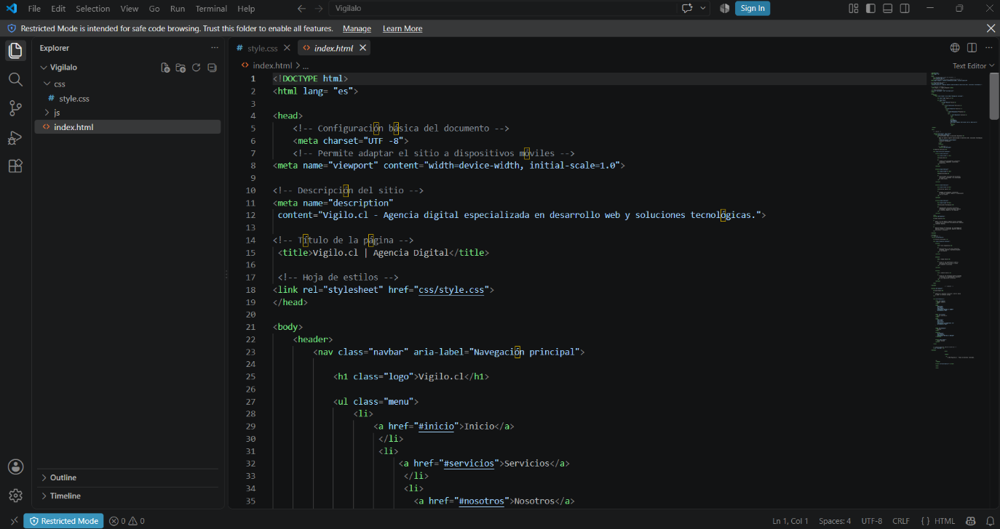 File Edit Selection View Go Run Terminal Help
Vigilalo
Sign In
Restricted Mode is intended for safe code browsing. Trust this folder to enable all features. Manage Learn More
Explorer
Vigilalo
css
# style.css
js
<> index.html
Outline
Timeline
# style.css
<> index.html
<> index.html > ...
Text Editor
1 <!DOCTYPE html>
2 <html lang= "es">
3
4 <head>
5 <!-- Configuración básica del documento -->
6 <meta charset="UTF -8">
7 <!-- Permite adaptar el sitio a dispositivos móviles -->
8 <meta name="viewport" content="width=device-width, initial-scale=1.0">
9
10 <!-- Descripción del sitio -->
11 <meta name="description"
12 content="Vigilo.cl - Agencia digital especializada en desarrollo web y soluciones tecnológicas.">
13
14 <!-- Título de la página -->
15 <title>Vigilo.cl | Agencia Digital</title>
16
17 <!-- Hoja de estilos -->
18 <link rel="stylesheet" href="css/style.css">
19 </head>
20
21 <body>
22 <header>
23 <nav class="navbar" aria-label="Navegación principal">
24
25 <h1 class="logo">Vigilo.cl</h1>
26
27 <ul class="menu">
28 <li>
29 <a href="#inicio">Inicio</a>
30 </li>
31 <li>
32 <a href="#servicios">Servicios</a>
33 </li>
34 <li>
35 <a href="#nosotros">Nosotros</a>
Restricted Mode 0 0
Ln 1, Col 1 Spaces: 4 UTF-8 CRLF { } HTML